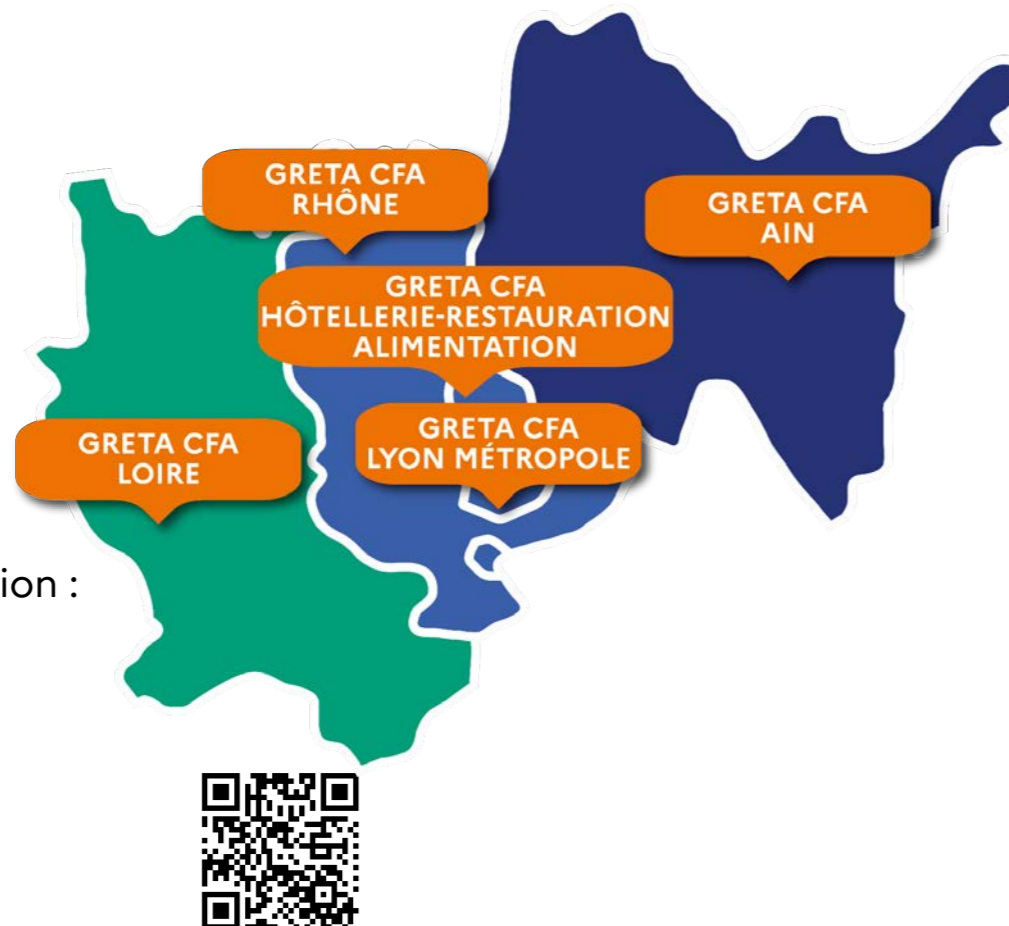 GRETA CFA
RHÔNE
GRETA CFA
AIN
GRETA CFA
HÔTELLERIE-RESTAURATION
ALIMENTATION
GRETA CFA
LYON MÉTROPOLE
GRETA CFA
LOIRE
ion :